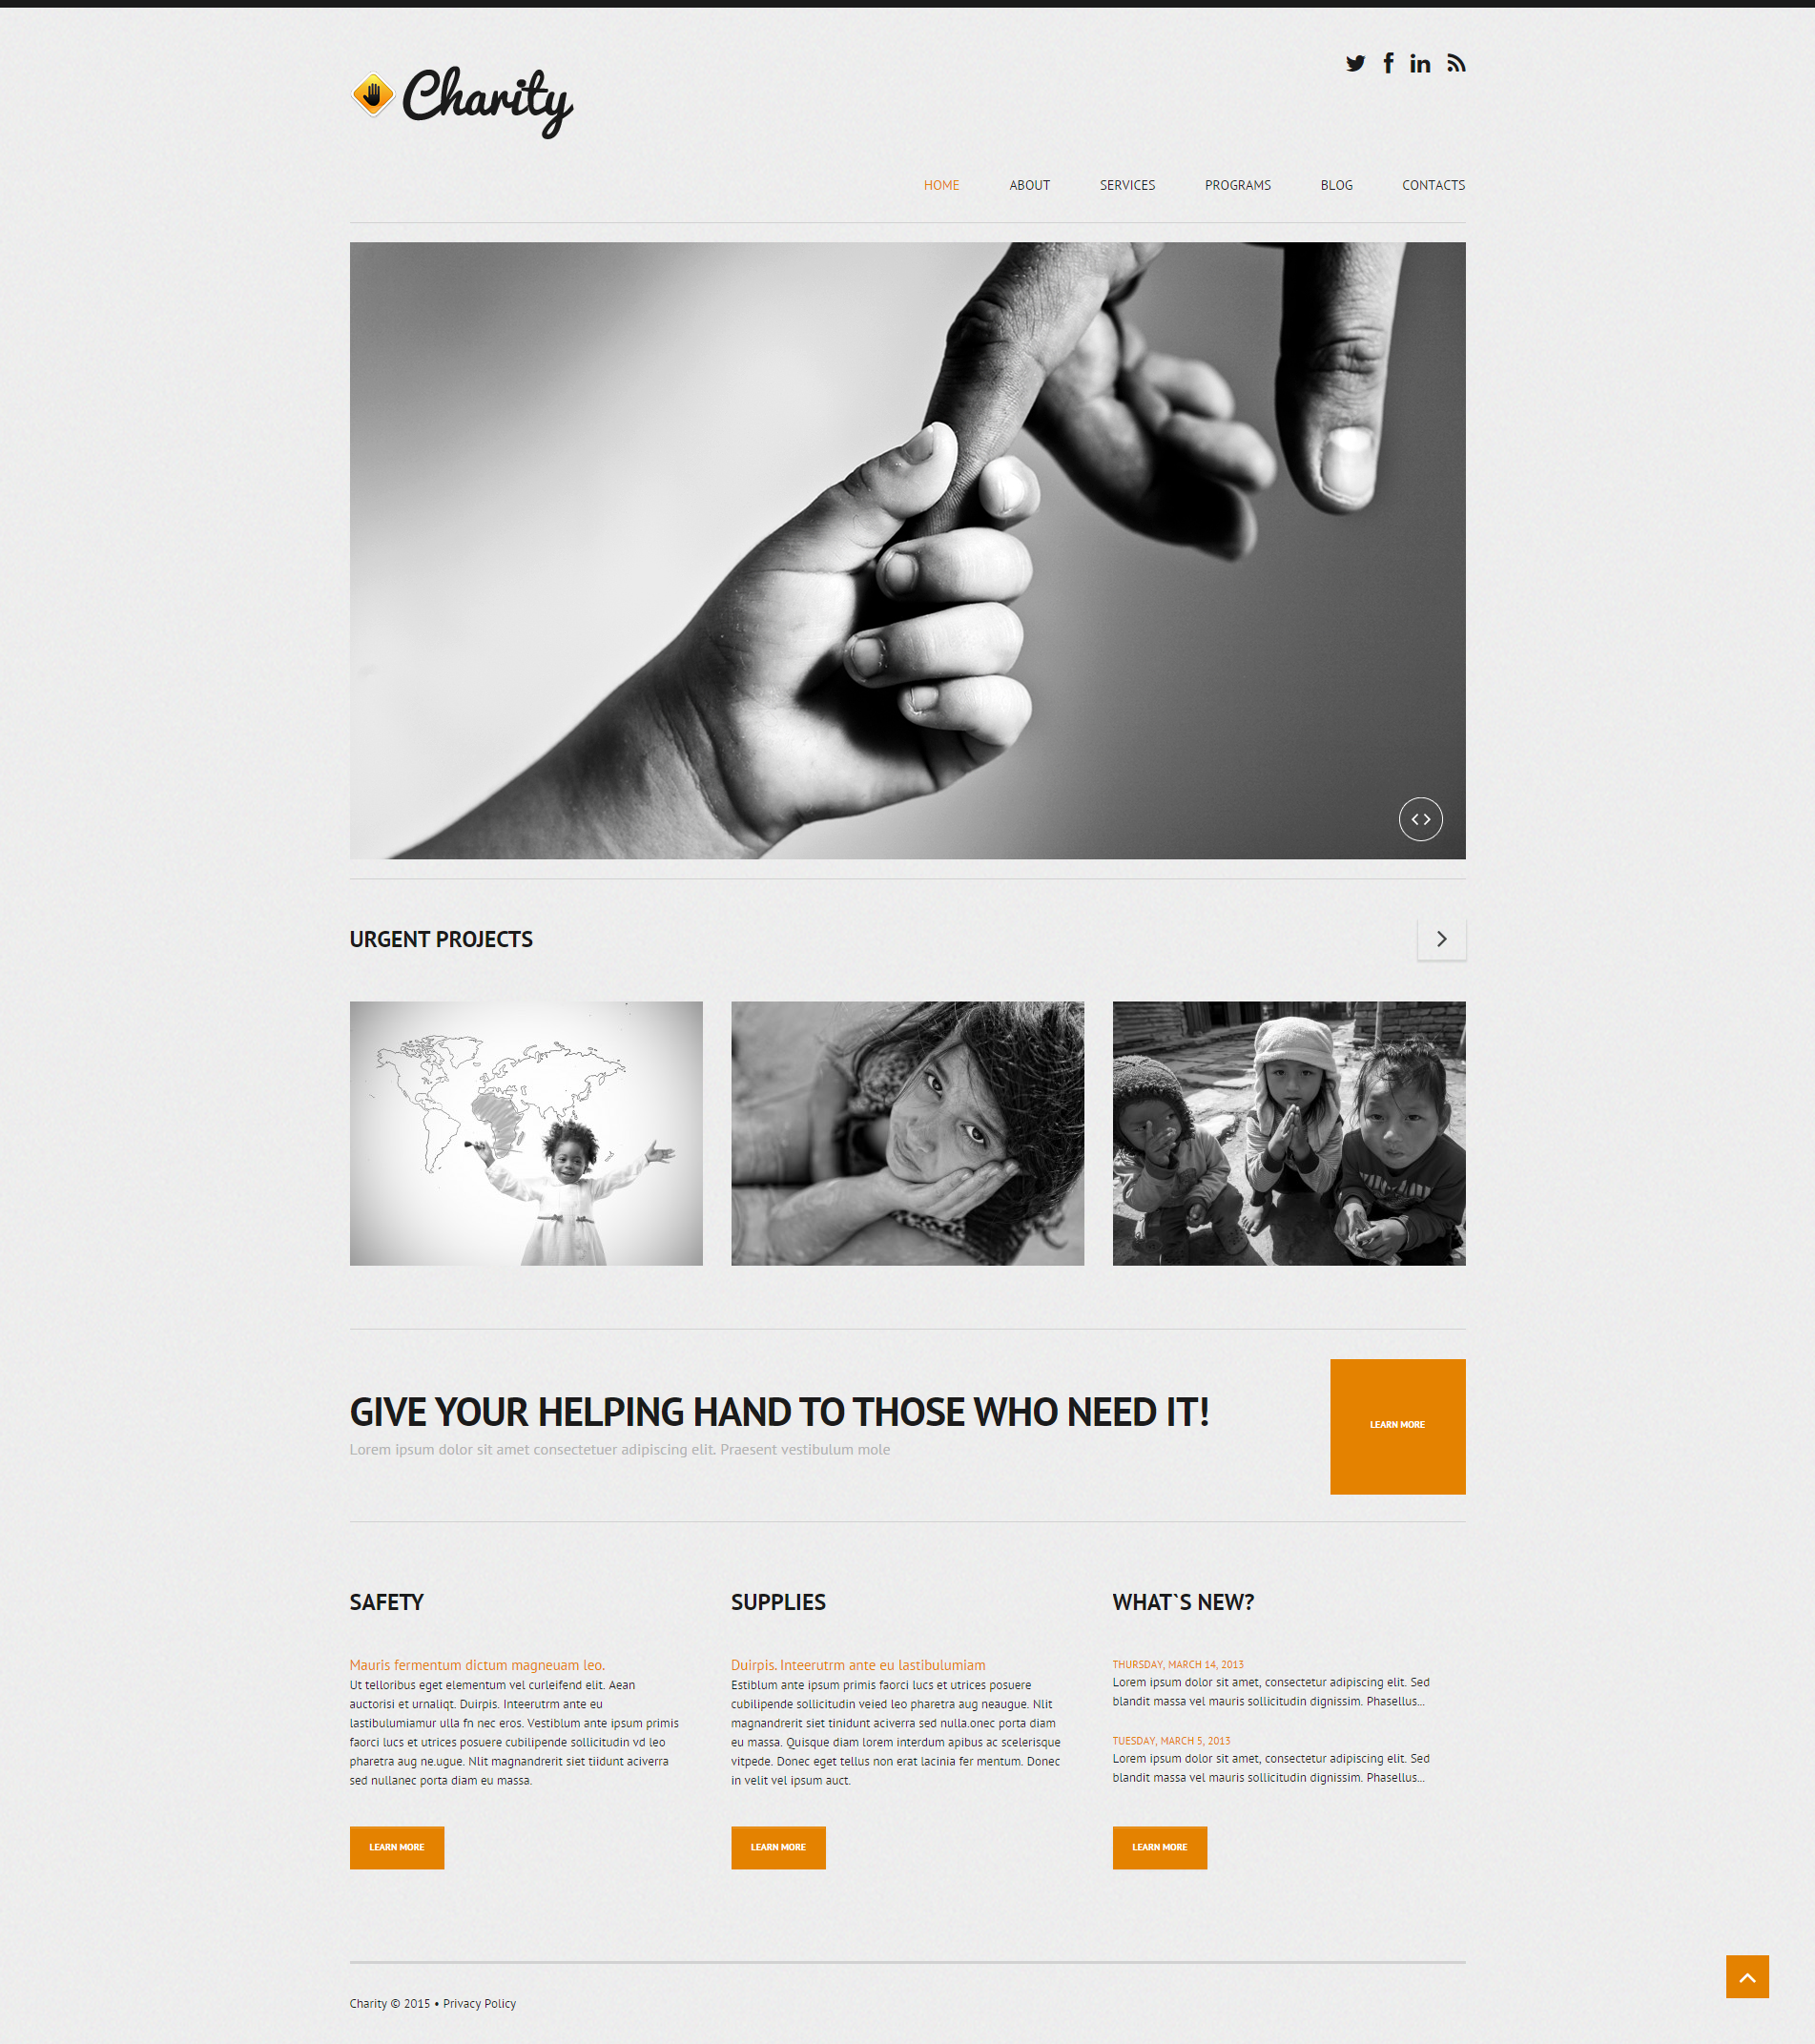 Charity
HOME ABOUT SERVICES PROGRAMS BLOG CONTACTS
URGENT PROJECTS
GIVE YOUR HELPING HAND TO THOSE WHO NEED IT!
Lorem ipsum dolor sit amet consectetuer adipiscing elit. Praesent vestibulum mole
LEARN MORE
SAFETY
Mauris fermentum dictum magneuam leo.
Ut telloribus eget elementum vel curleifend elit. Aean
auctorisi et urnaliqt. Duirpis. Inteerutrm ante eu
lastibulumiamur ulla fn nec eros. Vestiblum ante ipsum primis
faorci lucs et utrices posuere cubilipende sollicitudin vd leo
pharetra aug ne.ugue. Nlit magnandrerit siet tiidunt aciverra
sed nullanec porta diam eu massa.
LEARN MORE
SUPPLIES
Duirpis. Inteerutrm ante eu lastibulumiam
Estiblun ante ipsum primis faorci lucs et utrices posuere
cubilipende sollicitudin veied leo pharetra aug neaugue. Nlit
magnandrerit siet tinidunt aciverra sed nulla.onec porta diam
eu massa. Quisque diam lorem interdum apibus ac scelerisque
vitpede. Donec eget tellus non erat lacinia fer mentum. Donec
in velit vel ipsum auct.
LEARN MORE
WHAT`S NEW?
THURSDAY, MARCH 14, 2013
Lorem ipsum dolor sit amet, consectetur adipiscing elit. Sed
blandit massa vel mauris sollicitudin dignissim. Phasellus...
TUESDAY, MARCH 5, 2013
Lorem ipsum dolor sit amet, consectetur adipiscing elit. Sed
blandit massa vel mauris sollicitudin dignissim. Phasellus...
LEARN MORE
Charity © 2015 • Privacy Policy